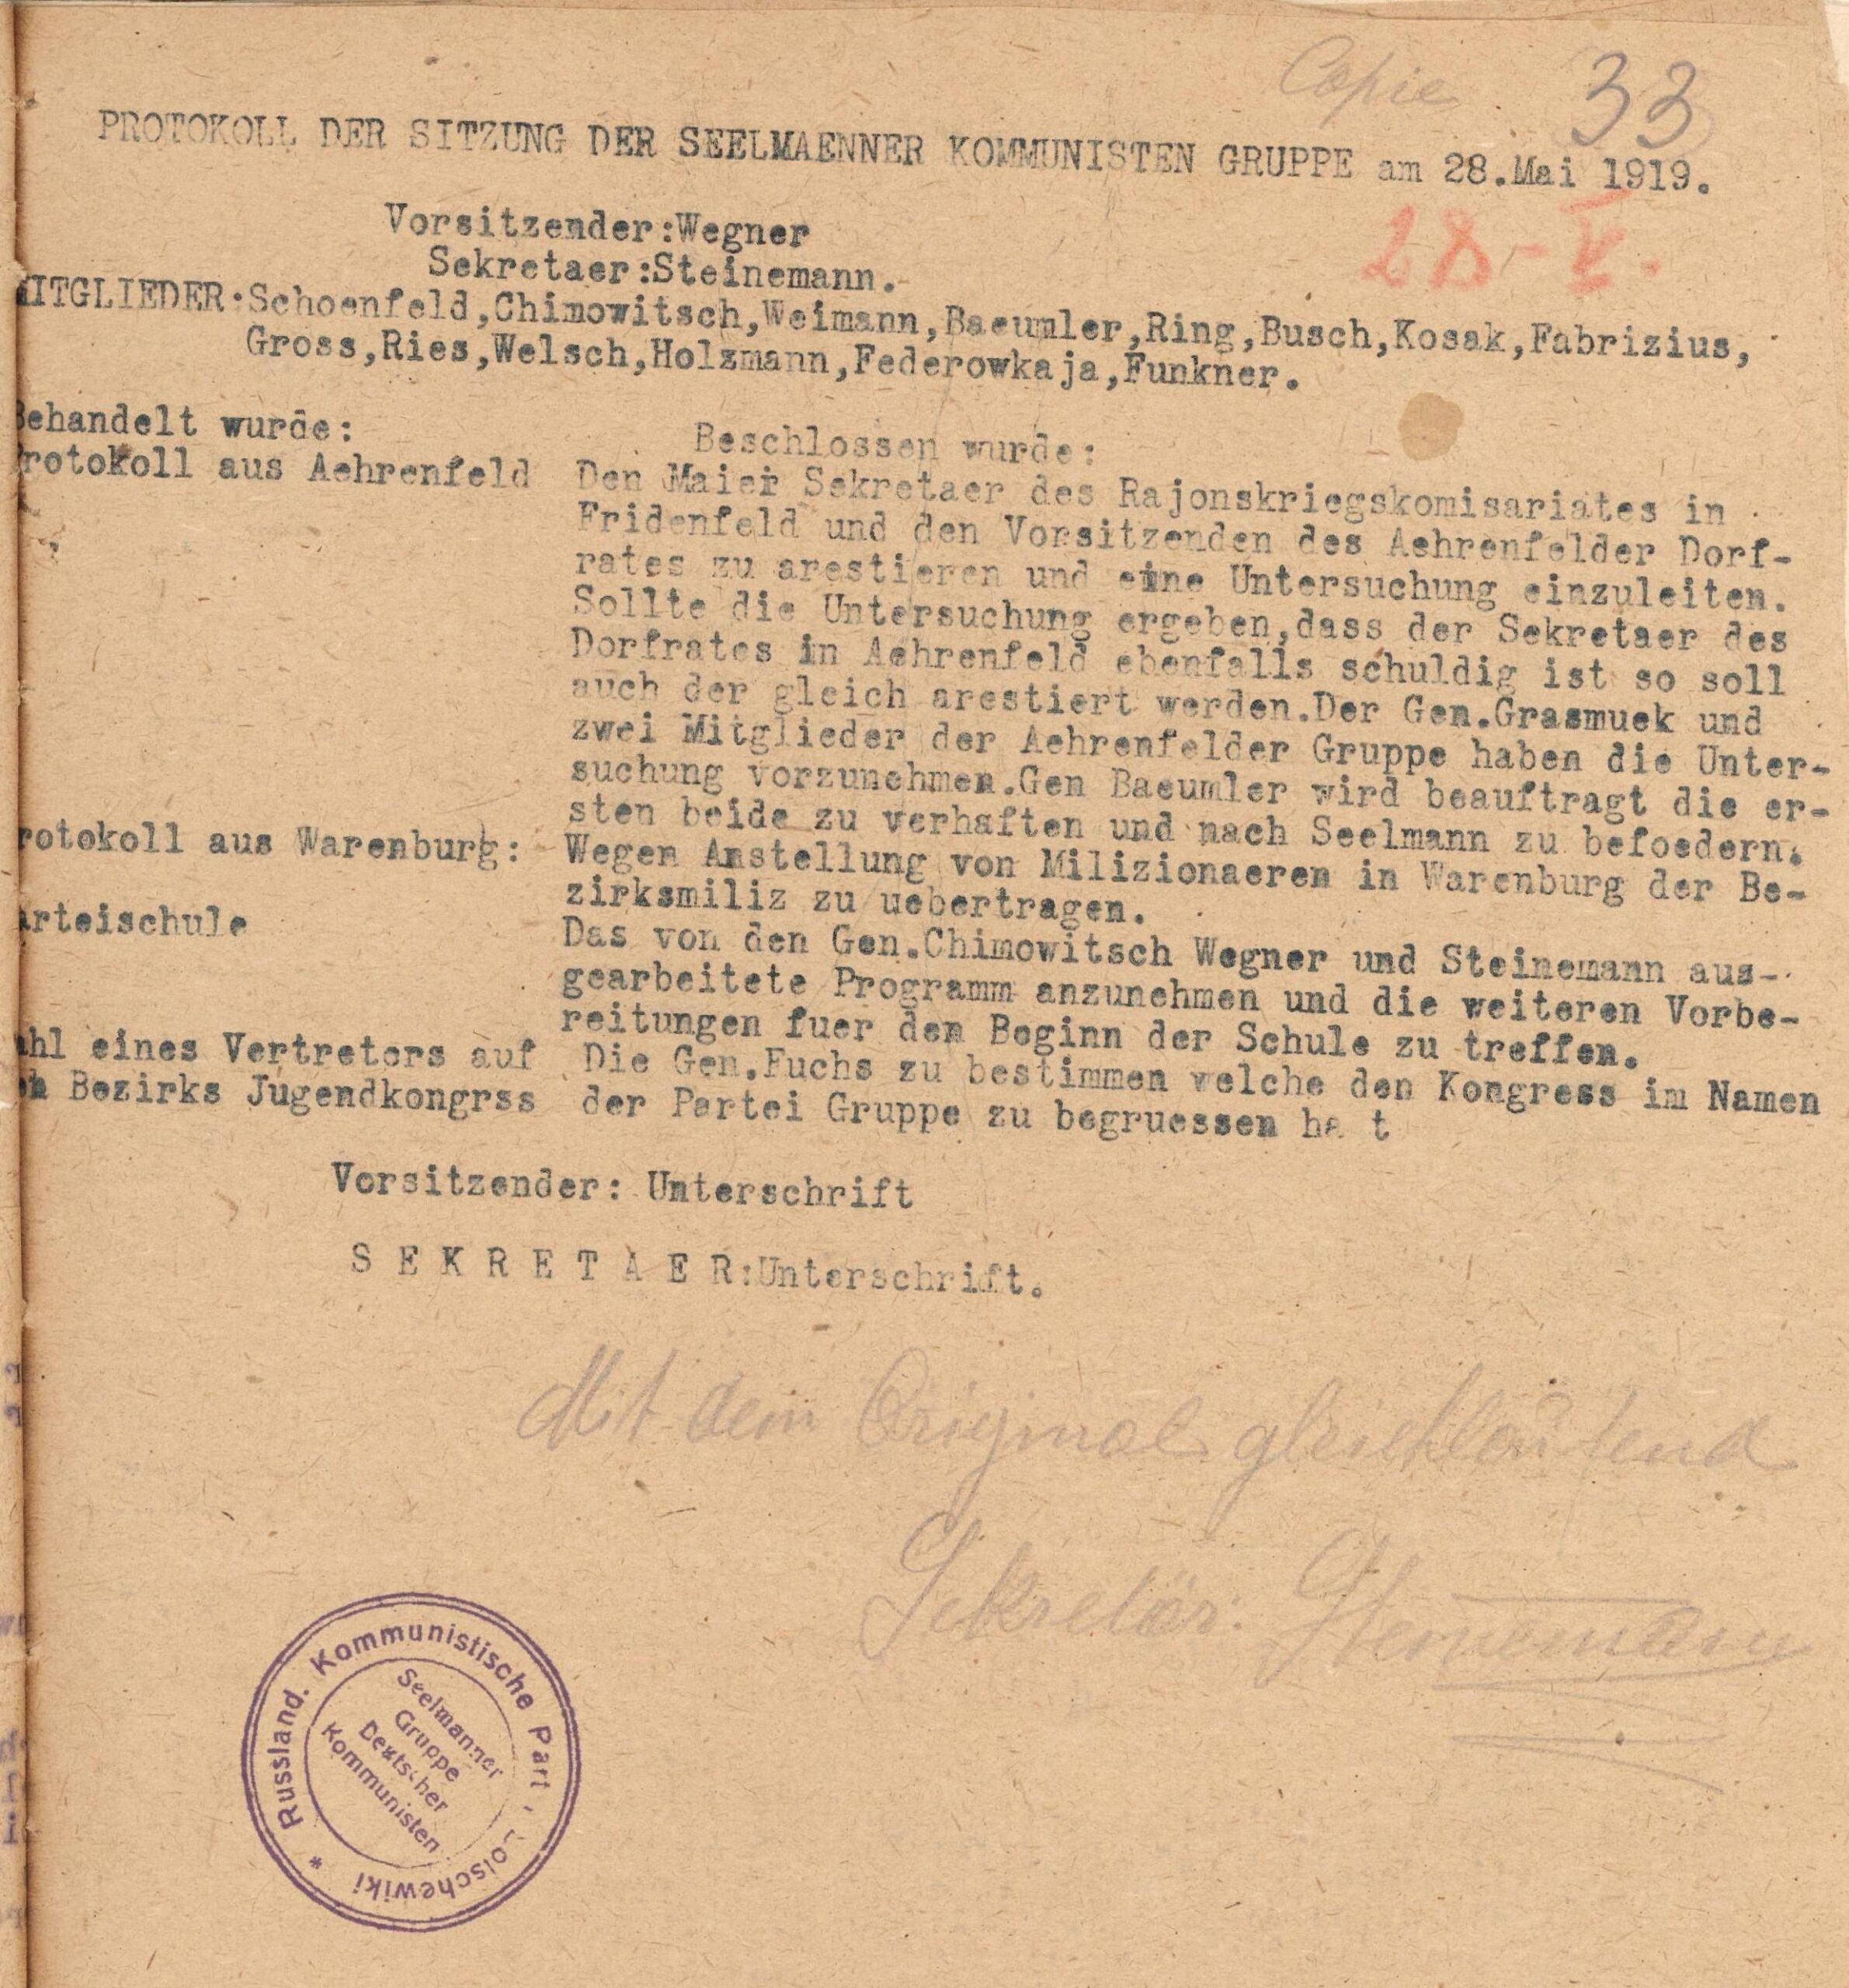 Copie 33
PROTOKOLL DER SITZUNG DER SEELMAENNER KOMMUNISTEN GRUPPE am 28.Mai 1919.
28-V.
Vorsitzender:Wegner
Sekretaer:Steinemann.
MITGLIEDER:Schoenfeld,Chimowitsch,Weimann,Baeumler,Ring,Busch,Kosak,Fabrizius,
Gross,Ries,Welsch,Holzmann,Federowkaja,Funkner.
Behandelt wurde:
Beschlossen wurde:
Protokoll aus Aehrenfeld
Den Maier Sekretaer des Rajonskriegskomisariates in
Fridenfeld und den Vorsitzenden des Aehrenfelder Dorf-
rates zu arestieren und eine Untersuchung einzuleiten.
Sollte die Untersuchung ergeben,dass der Sekretaer des
Dorfrates in Aehrenfeld ebenfalls schuldig ist so soll
auch der gleich arestiert werden.Der Gen.Grasmuek und
zwei Mitglieder der Aehrenfelder Gruppe haben die Unter-
suchung vorzunehmen.Gen Baeumler wird beauftragt die er-
sten beide zu verhaften und nach Seelmann zu befoedern.
rotokoll aus Warenburg:
Wegen Anstellung von Milizionaeren in Warenburg der Be-
zirksmiliz zu uebertragen.
arteischule
Das von den Gen.Chimowitsch Wegner und Steinemann aus-
gearbeitete Programm anzunehmen und die weiteren Vorbe-
reitungen fuer den Beginn der Schule zu treffen.
ahl eines Vertreters auf
en Bezirks Jugendkongrss
Die Gen.Fuchs zu bestimmen welche den Kongress im Namen
der Partei Gruppe zu begruessen ha t
Vorsitzender: Unterschrift
S E K R E T A E R:Unterschrift.
Mit dem Original gleichlautend
Sekretär: Steinemann
Russland. Kommunistische Part olschewiki *
Seelmanner
Gruppe
Deutscher
Kommunisten